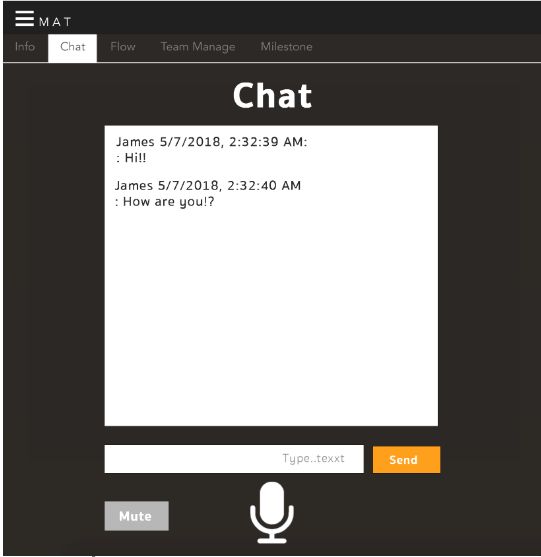 MAT
Info Chat Flow Team Manage Milestone
Chat
James 5/7/2018, 2:32:39 AM:
: Hi!!
James 5/7/2018, 2:32:40 AM
: How are you!?
Type..texxt Send
Mute